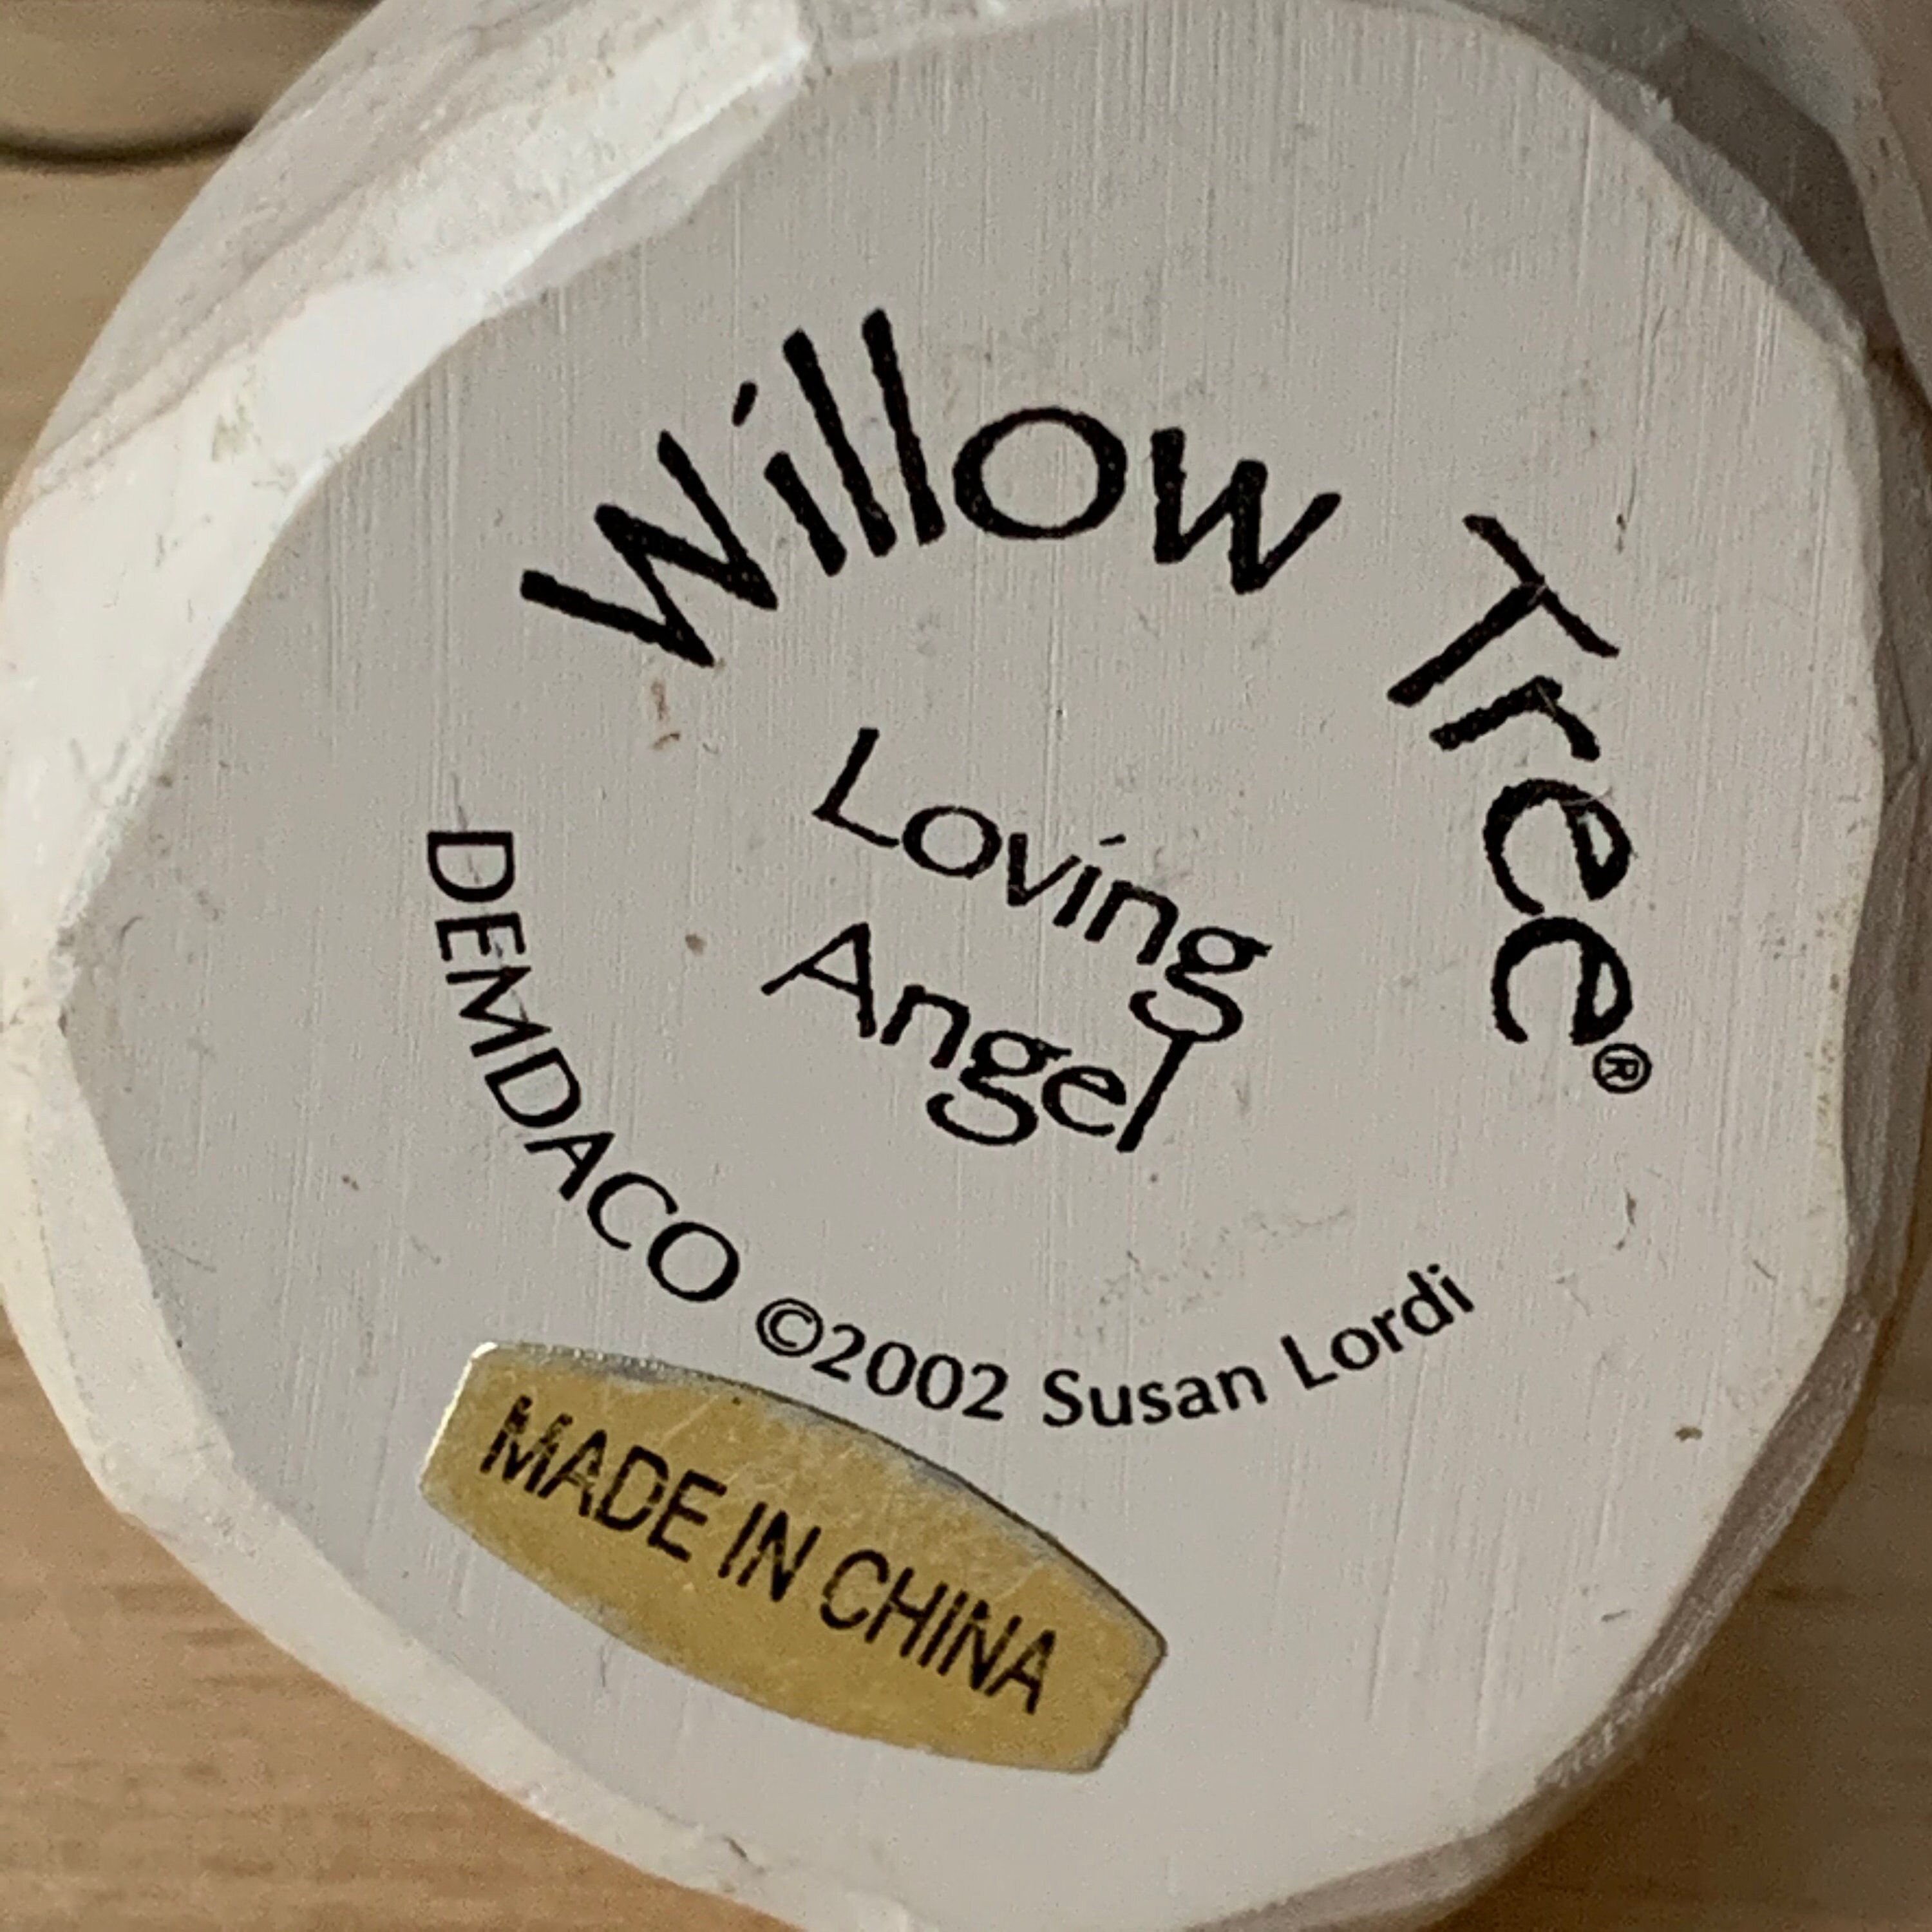 Willow Tree®
Loving
Angel
DEMDACO ©2002 Susan Lordi
MADE IN CHINA